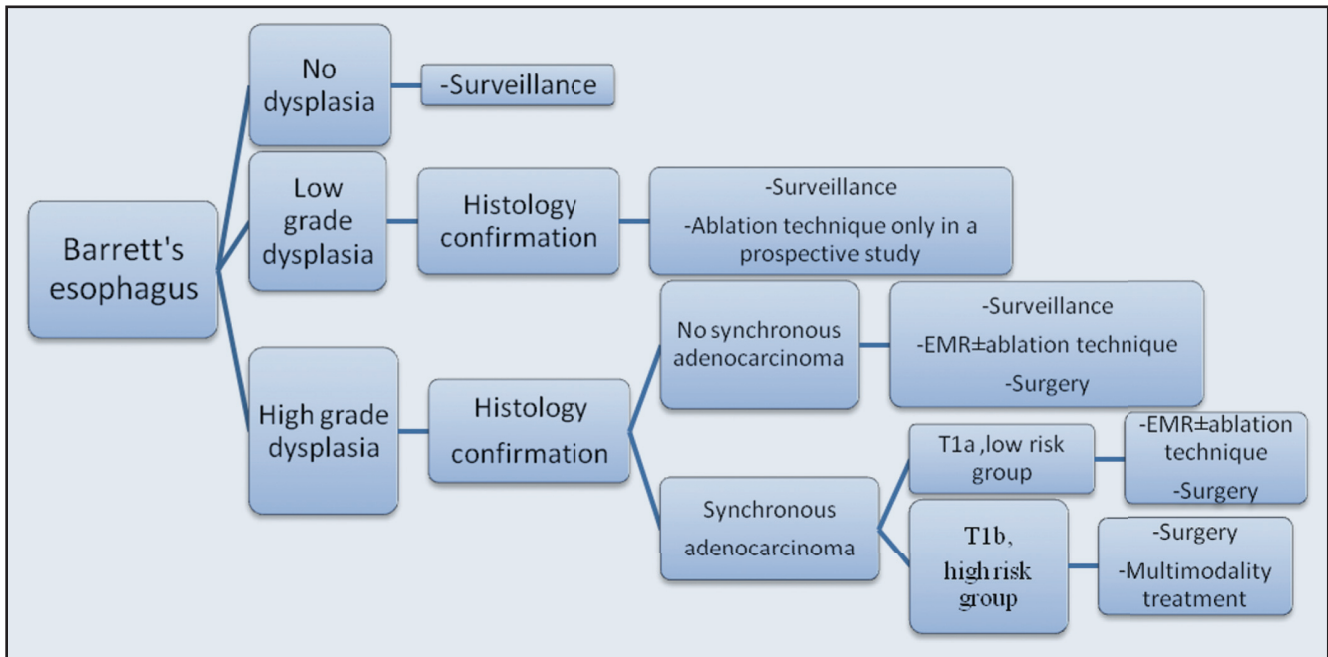 Barrett's
esophagus
No
dysplasia
-Surveillance
Low
grade
dysplasia
Histology
confirmation
-Surveillance
-Ablation technique only in a
prospective study
High grade
dysplasia
Histology
confirmation
No synchronous
adenocarcinoma
-Surveillance
-EMR±ablation technique
-Surgery
Synchronous
adenocarcinoma
T1a ,low risk
group
-EMR±ablation
technique
-Surgery
T1b,
high risk
group
-Surgery
-Multimodality
treatment